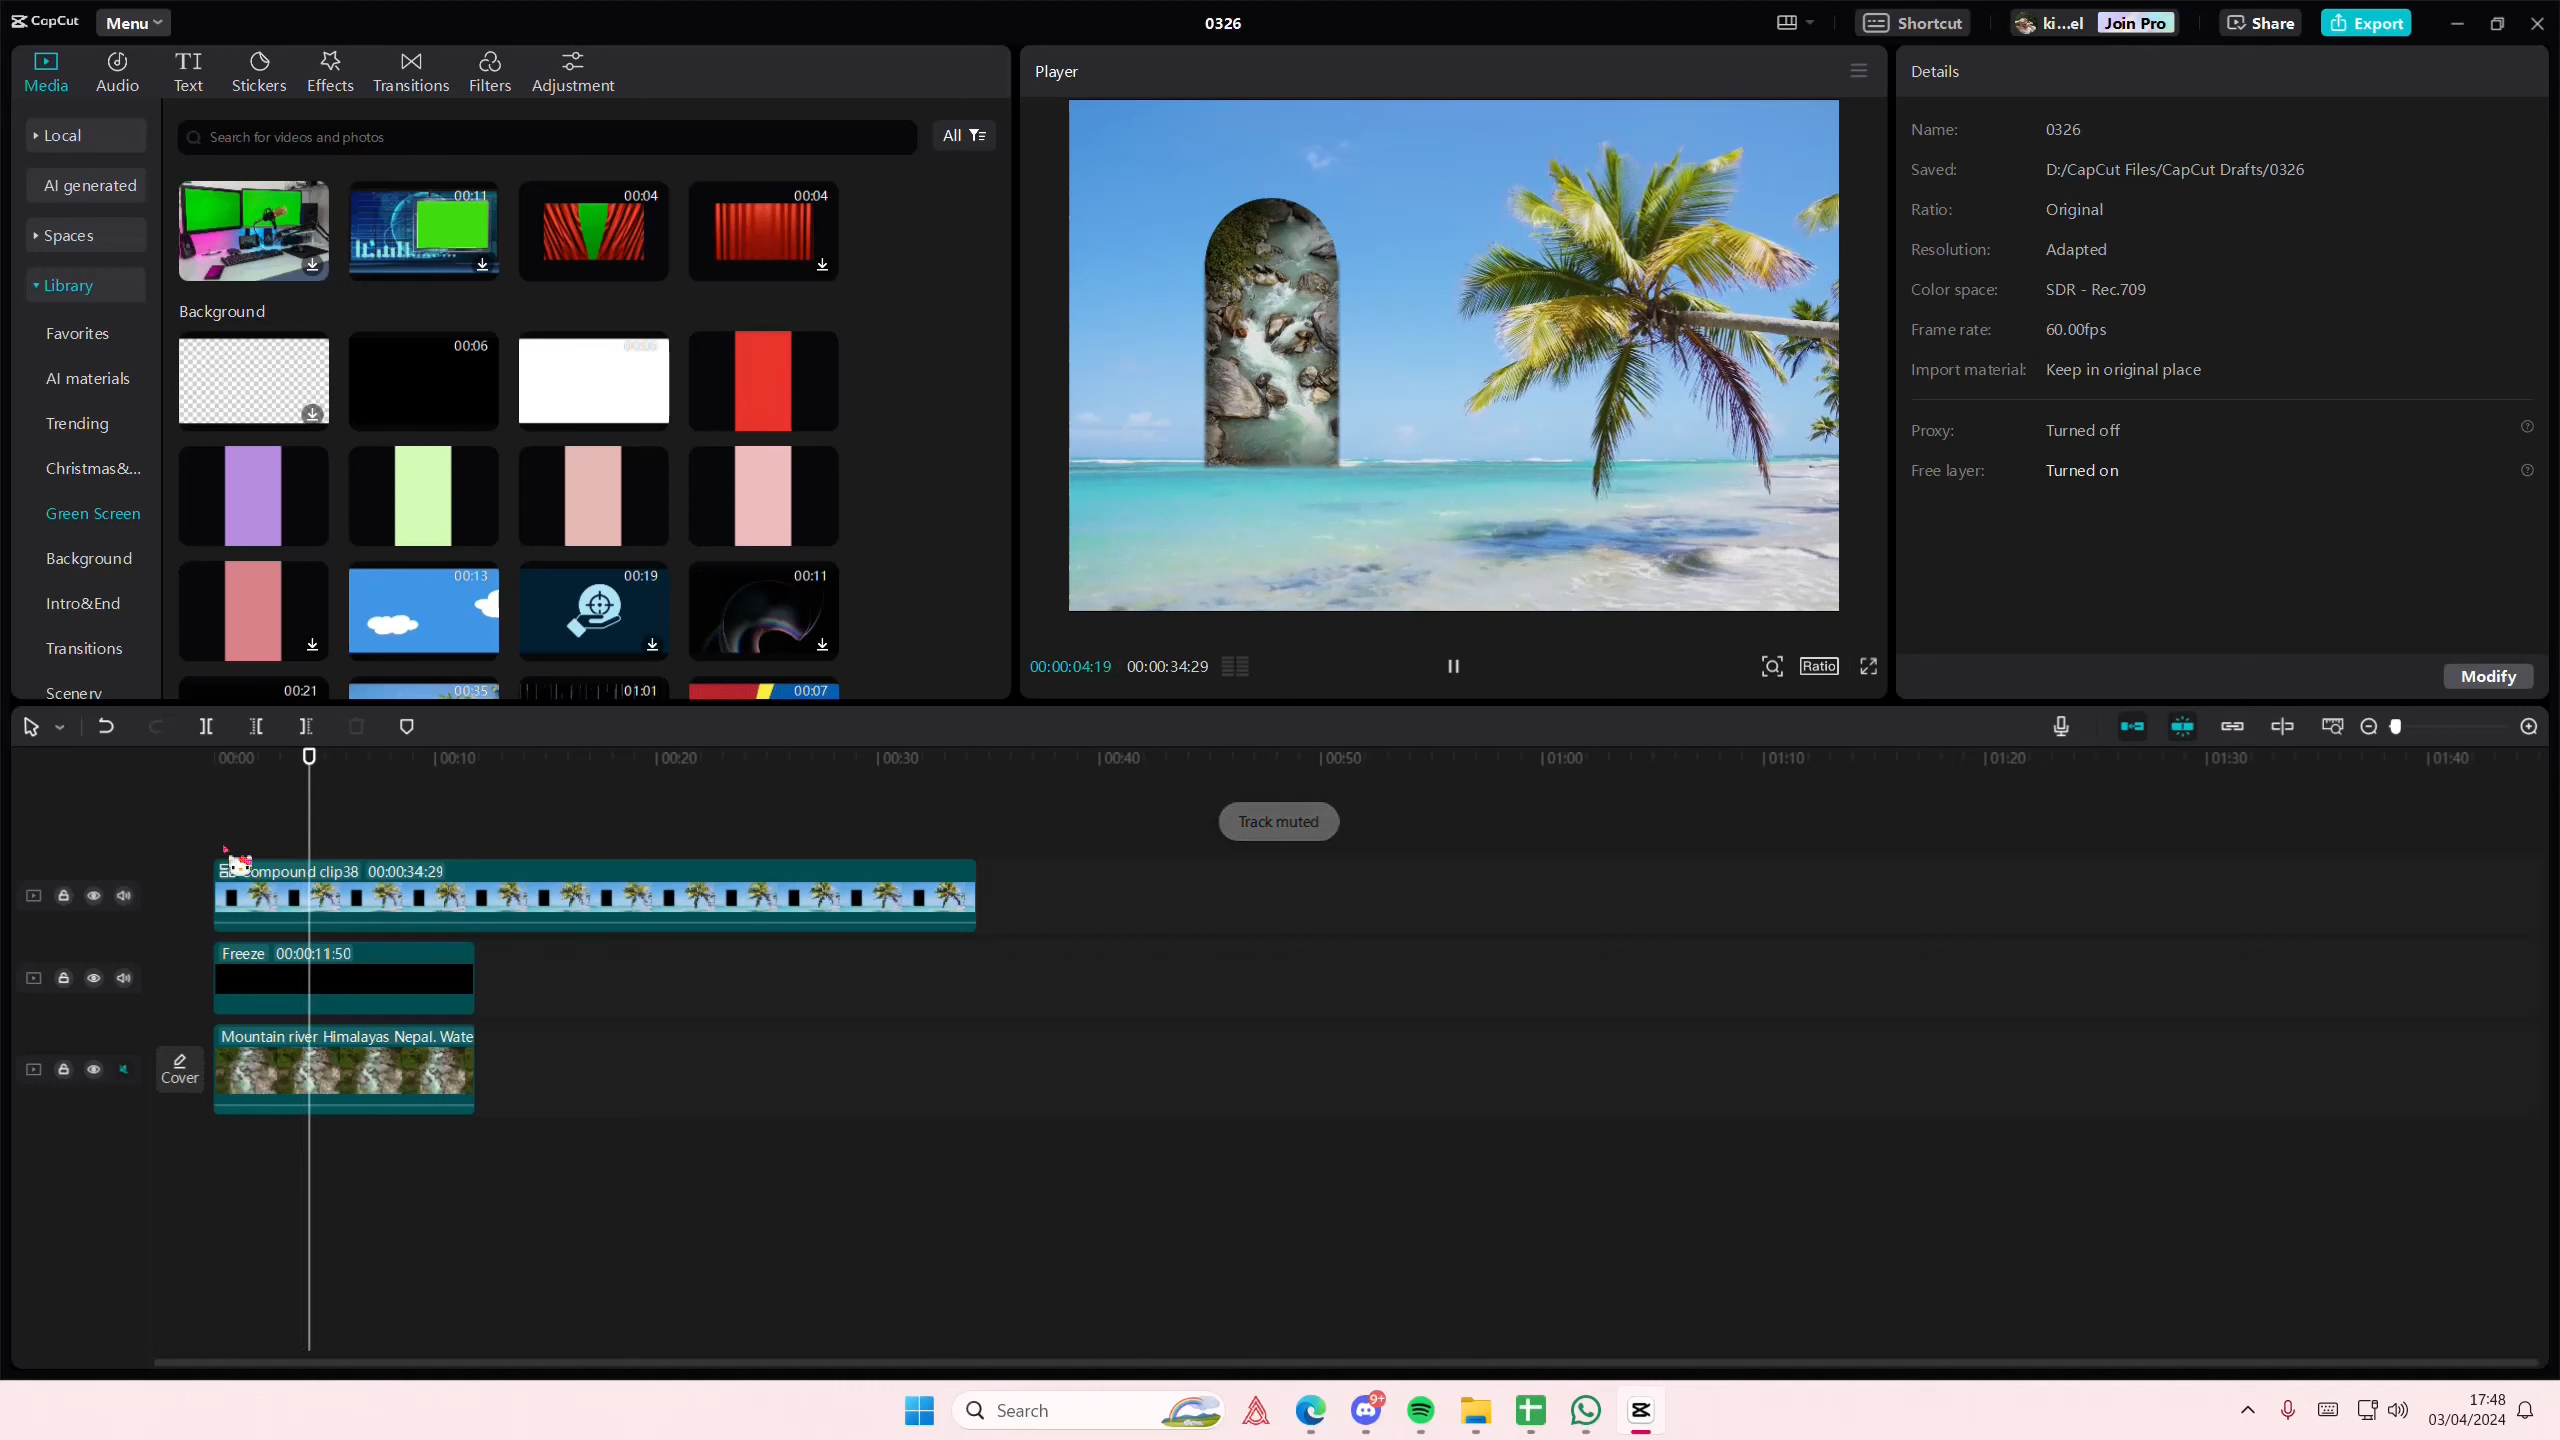 CapCut
Menu
0326
Shortcut
ki...el
Join Pro
Share
Export
Media
Audio
TI
Text
Stickers
Effects
Transitions
Filters
Adjustment
Player
Details
Local
AI generated
Spaces
Library
Favorites
AI materials
Trending
Christmas&...
Green Screen
Background
Intro&End
Transitions
Scenery
Search for videos and photos
All
00:11
00:04
00:04
Background
00:06
00:13
00:19
00:11
00:21
00:35
01:01
00:07
00:00:04:19
00:00:34:29
Ratio
Name:
0326
Saved:
D:/CapCut Files/CapCut Drafts/0326
Ratio:
Original
Resolution:
Adapted
Color space:
SDR - Rec.709
Frame rate:
60.00fps
Import material:
Keep in original place
Proxy:
Turned off
Free layer:
Turned on
Modify
00:00
00:10
00:20
00:30
00:40
00:50
01:00
01:10
01:20
01:30
01:40
Track muted
Compound clip38 00:00:34:29
Freeze 00:00:11:50
Cover
Mountain river Himalayas Nepal. Wate
Search
9+
17:48
03/04/2024